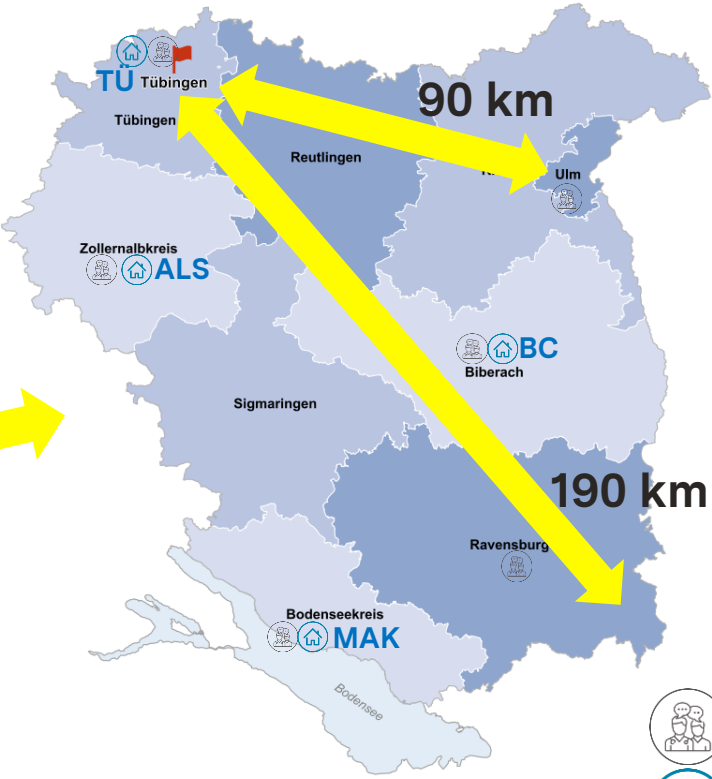 TÜ Tübingen
Tübingen
90 km
Reutlingen
Ulm
Zollernalbkreis
ALS
BC
Biberach
Sigmaringen
190 km
Ravensburg
Bodenseekreis
MAK
Bodensee